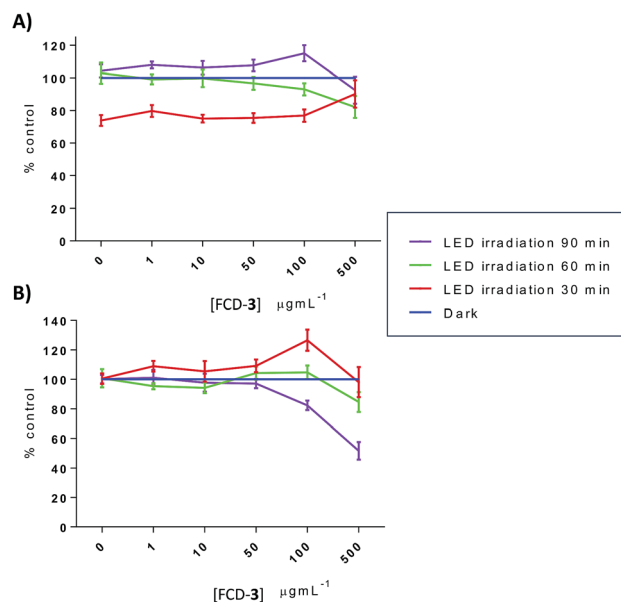 A)
120
100
80
60
40
20
0
% control
0 1 10 50 100 500
[FCD-3] µgmL⁻¹
LED irradiation 90 min
LED irradiation 60 min
LED irradiation 30 min
Dark
B)
140
120
100
80
60
40
20
0
% control
0 1 10 50 100 500
[FCD-3] µgmL⁻¹